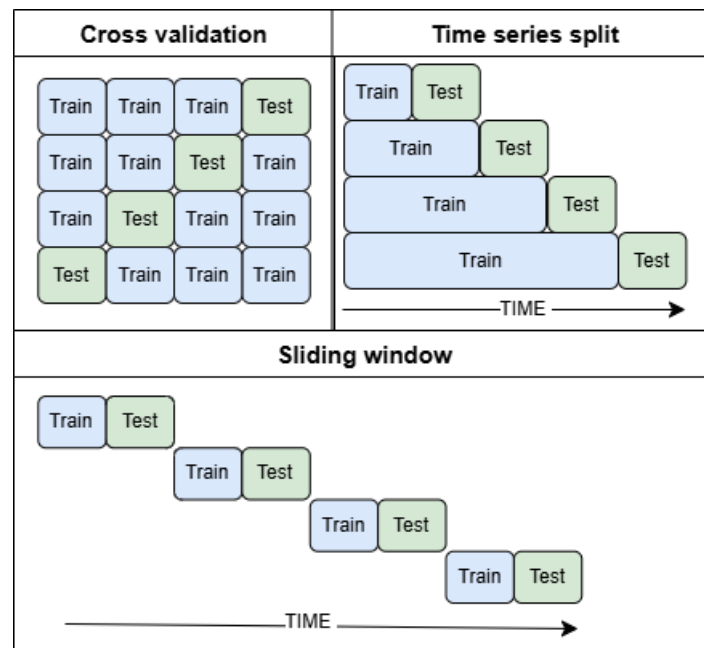 Cross validation
Train Train Train Test
Train Train Test Train
Train Test Train Train
Test Train Train Train
Time series split
Train Test
Train Test
Train Test
Train Test
TIME
Sliding window
Train Test
Train Test
Train Test
Train Test
TIME